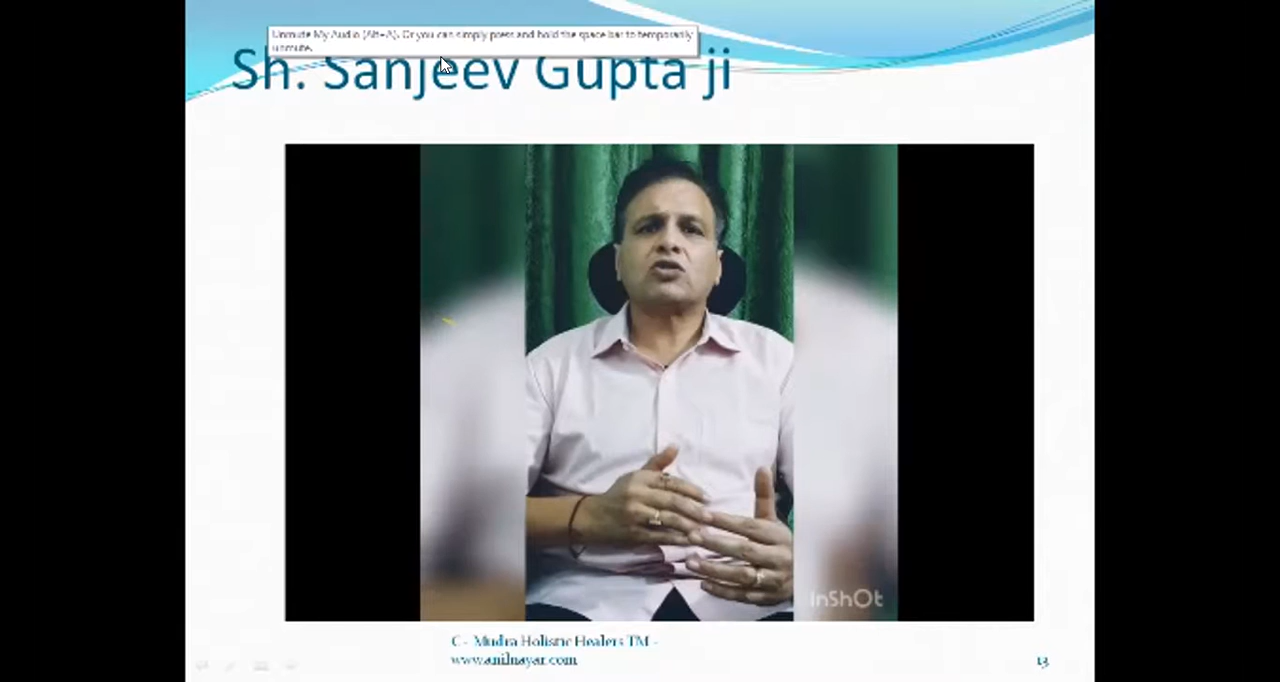 Unmute My Audio (Alt+A). Or you can simply press and hold the space bar to temporarily
unmute.
Sh. Sanjeev Gupta ji
InShOt
C - Mudra Holistic Healers TM -
www.anilnayar.com
13